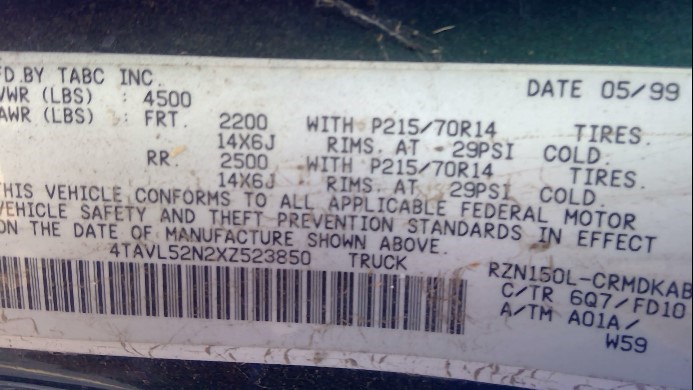 FD.BY TABC INC. DATE 05/99
VWR (LBS) : 4500
AWR (LBS) : FRT. 2200 WITH P215/70R14 TIRES.
14X6J RIMS. AT 29PSI COLD.
RR. 2500 WITH P215/70R14 TIRES.
14X6J RIMS. AT 29PSI COLD.
THIS VEHICLE CONFORMS TO ALL APPLICABLE FEDERAL MOTOR
VEHICLE SAFETY AND THEFT PREVENTION STANDARDS IN EFFECT
ON THE DATE OF MANUFACTURE SHOWN ABOVE.
4TAVL52N2XZ523850 TRUCK
RZN150L-CRMDKAB
C/TR 6Q7/FD10
A/TM A01A/
W59